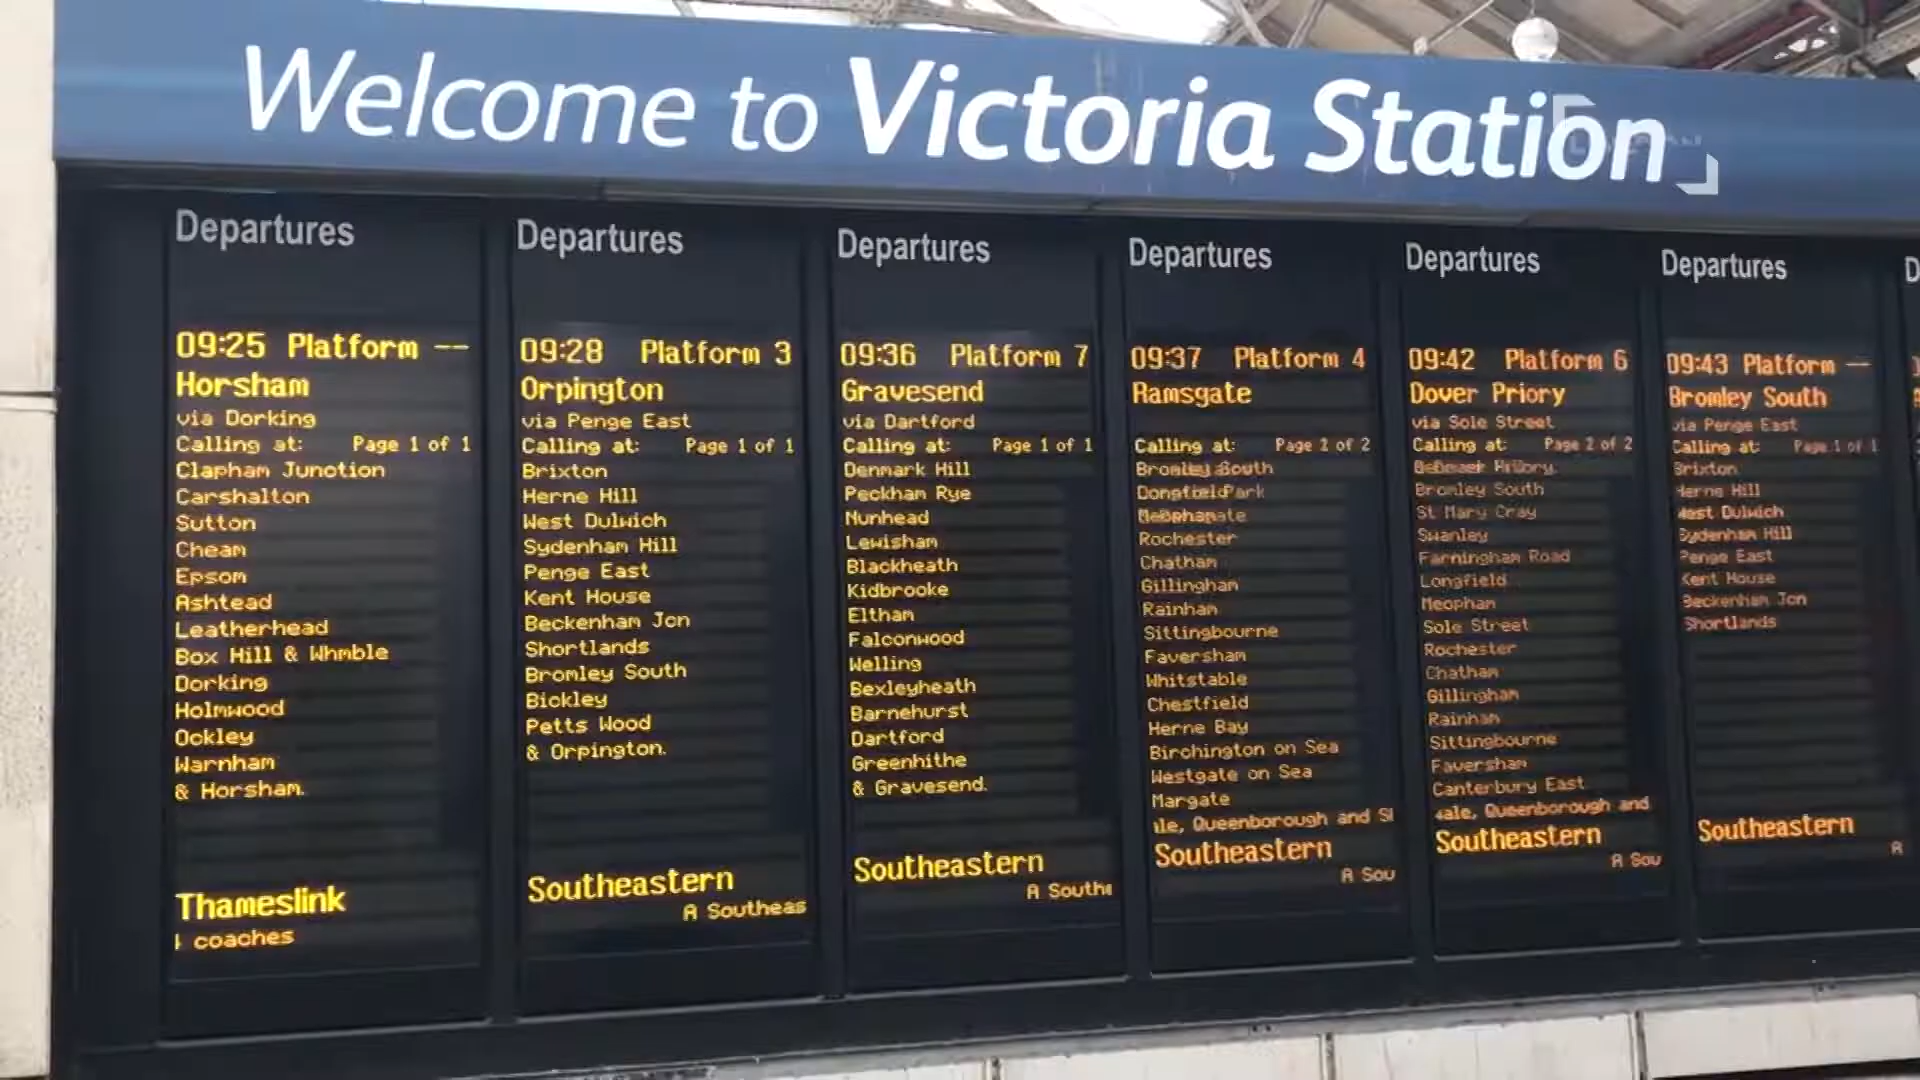 Welcome to Victoria Station
Departures
09:25 Platform --
Horsham
via Dorking
Calling at: Page 1 of 1
Clapham Junction
Carshalton
Sutton
Cheam
Epsom
Ashtead
Leatherhead
Box Hill & Whmble
Dorking
Holmwood
Ockley
Warnham
& Horsham.
Thameslink
coaches
Departures
09:28 Platform 3
Orpington
via Penge East
Calling at: Page 1 of 1
Brixton
Herne Hill
West Dulwich
Sydenham Hill
Penge East
Kent House
Beckenham Jcn
Shortlands
Bromley South
Bickley
Petts Wood
& Orpington.
Southeastern
A Southeas
Departures
09:36 Platform 7
Gravesend
via Dartford
Calling at: Page 1 of 1
Denmark Hill
Peckham Rye
Nunhead
Lewisham
Blackheath
Kidbrooke
Eltham
Falconwood
Welling
Bexleyheath
Barnehurst
Dartford
Greenhithe
& Gravesend.
Southeastern
A Southe
Departures
09:37 Platform 4
Ramsgate
Calling at: Page of 2
Rochester
Chatham
Gillingham
Rainham
Sittingbourne
Faversham
Whitstable
Chestfield
Herne Bay
Birchington on Sea
Westgate on Sea
Margate
le, Queenborough and S
Southeastern
A Sou
Departures
09:42 Platform 6
Dover Priory
via Sole Street
Calling at: Page of 2
Bromley South
St Mary Cray
Swanley
Farningham Road
Longfield
Meopham
Sole Street
Rochester
Chatham
Gillingham
Rainham
Sittingbourne
Faversham
Canterbury East
ale, Queenborough and
Southeastern
A Sou
Departures
09:43 Platform --
Bromley South
via Penge East
Calling at: Page 1 of 1
Brixton
Herne Hill
West Dulwich
Sydenham Hill
Penge East
Kent House
Beckenham Jcn
Shortlands
Southeastern
A
D